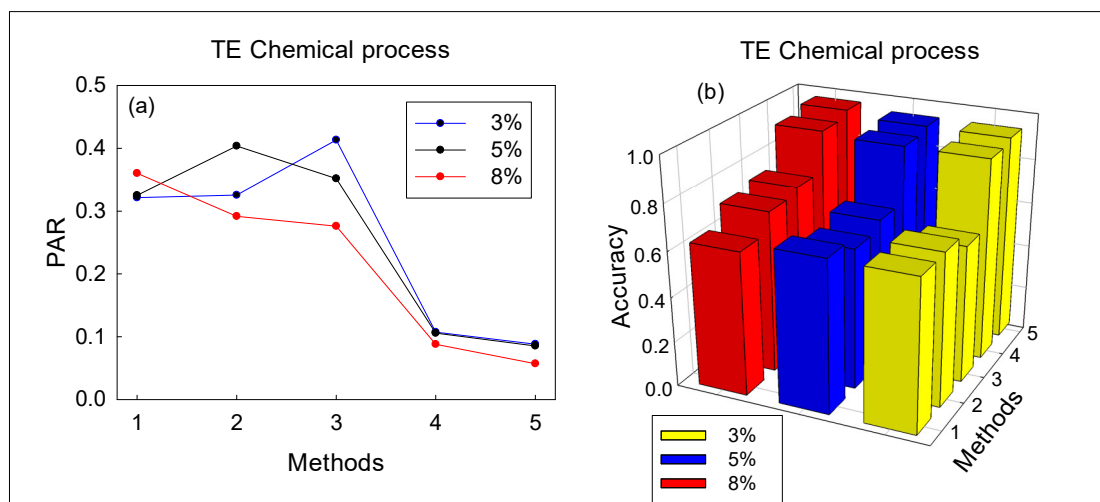 TE Chemical process
(a)
0.5
0.4
0.3
0.2
0.1
0.0
PAR
1 2 3 4 5
Methods
3%
5%
8%
TE Chemical process
(b)
1.0
0.8
0.6
0.4
0.2
0.0
Accuracy
1 2 3 4 5
Methods
3%
5%
8%